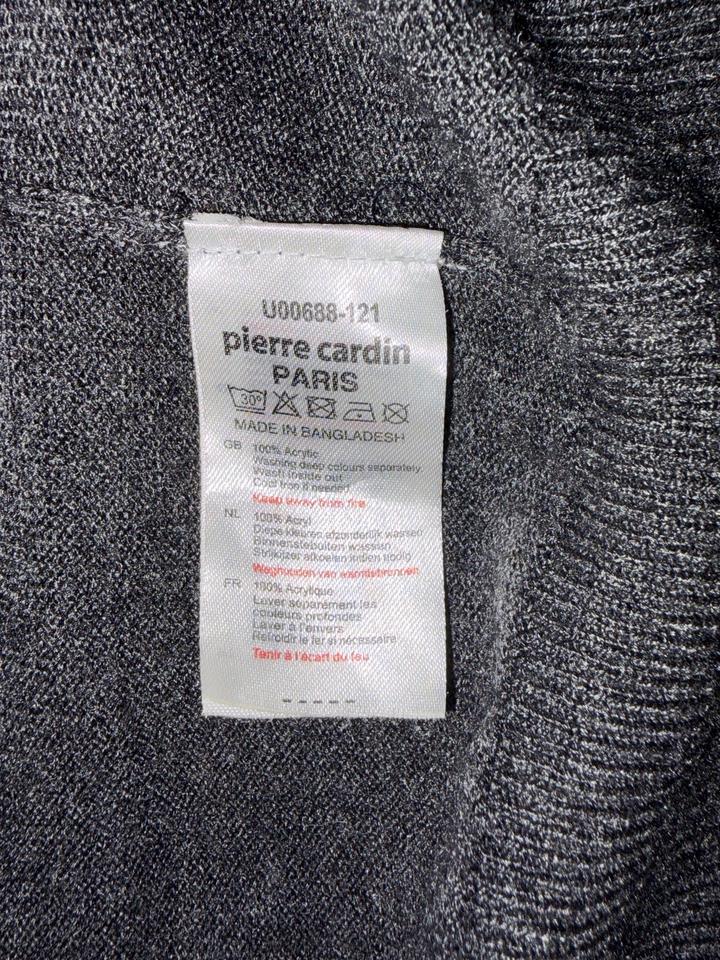 U00688-121
pierre cardin
PARIS
30°
MADE IN BANGLADESH
GB 100% Acrylic
Washing deep colours separately
Wash inside out
Cool iron if needed
Keep away from fire
NL 100% Acryl
Diepe kleuren afzonderlijk wassen
Binnenstebuiten wassen
Strijkijzer afkoelen indien nodig
Weghouden van warmtebronnen
FR 100% Acrylique
Laver séparément les
couleurs profondes
Laver à l'envers
Refroidir le fer si nécessaire
Tenir à l'écart du feu